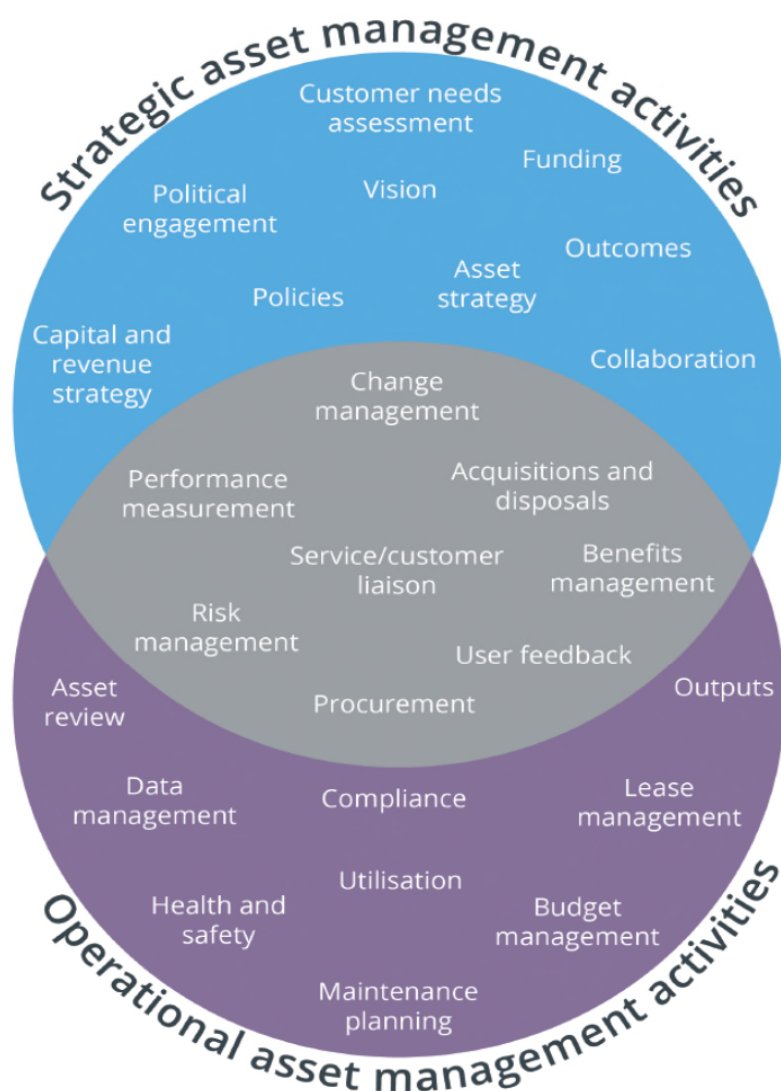 Strategic asset management activities
Customer needs
assessment
Funding
Political
engagement
Vision
Outcomes
Policies
Asset
strategy
Capital and
revenue
strategy
Collaboration
Change
management
Performance
measurement
Acquisitions and
disposals
Service/customer
liaison
Benefits
management
Risk
management
User feedback
Procurement
Asset
review
Outputs
Data
management
Compliance
Lease
management
Utilisation
Health and
safety
Budget
management
Maintenance
planning
Operational asset management activities